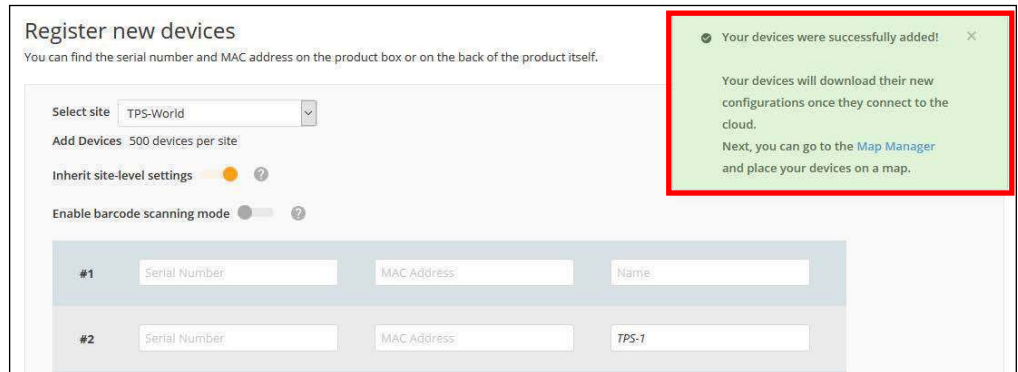 Register new devices
You can find the serial number and MAC address on the product box or on the back of the product itself.
Your devices were successfully added! ×
Your devices will download their new
configurations once they connect to the
cloud.
Next, you can go to the Map Manager
and place your devices on a map.
Select site TPS-World
Add Devices 500 devices per site
Inherit site-level settings ?
Enable barcode scanning mode ?
#1 Serial Number MAC Address Name
#2 Serial Number MAC Address TPS-1